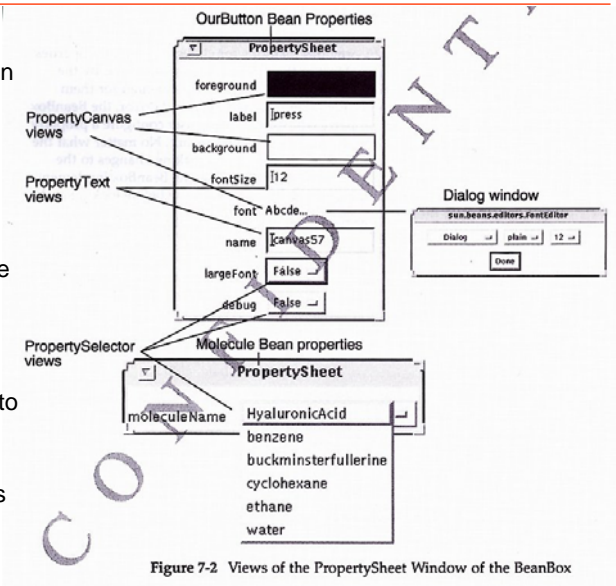 OurButton Bean Properties
PropertySheet
foreground
label press
PropertyCanvas
views
background
PropertyText
views
fontSize 12
font Abcde...
Dialog window
sun.beans.editors.FontEditor
Dialog plain 12
Done
name canvas57
largeFont False
debug False
PropertySelector
views
Molecule Bean properties
PropertySheet
moleculeName HyaluronicAcid
benzene
buckminsterfullerine
cyclohexane
ethane
water
CONFIDENT
Figure 7-2 Views of the PropertySheet Window of the BeanBox